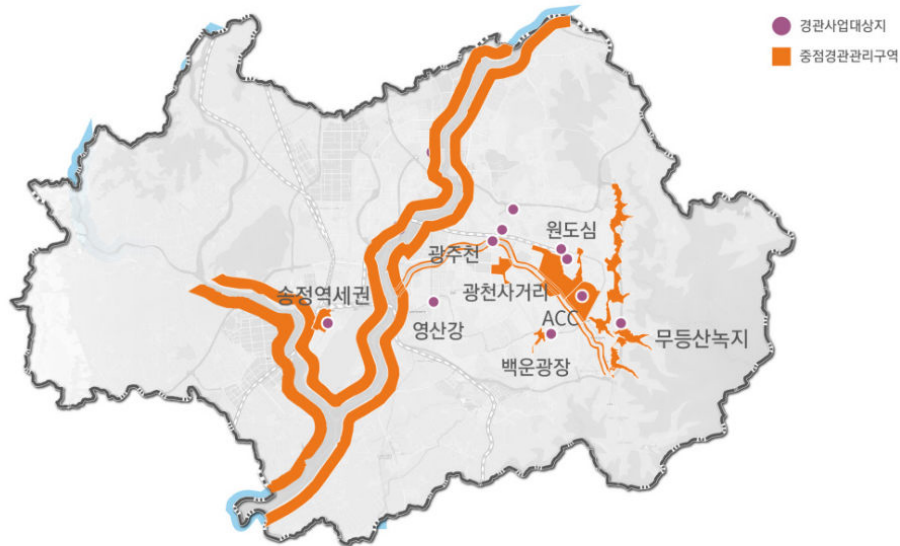 경관사업대상지
중점경관관리구역
원도심
광주천
송정역세권
광천사거리
영산강
ACC
무등산녹지
백운광장